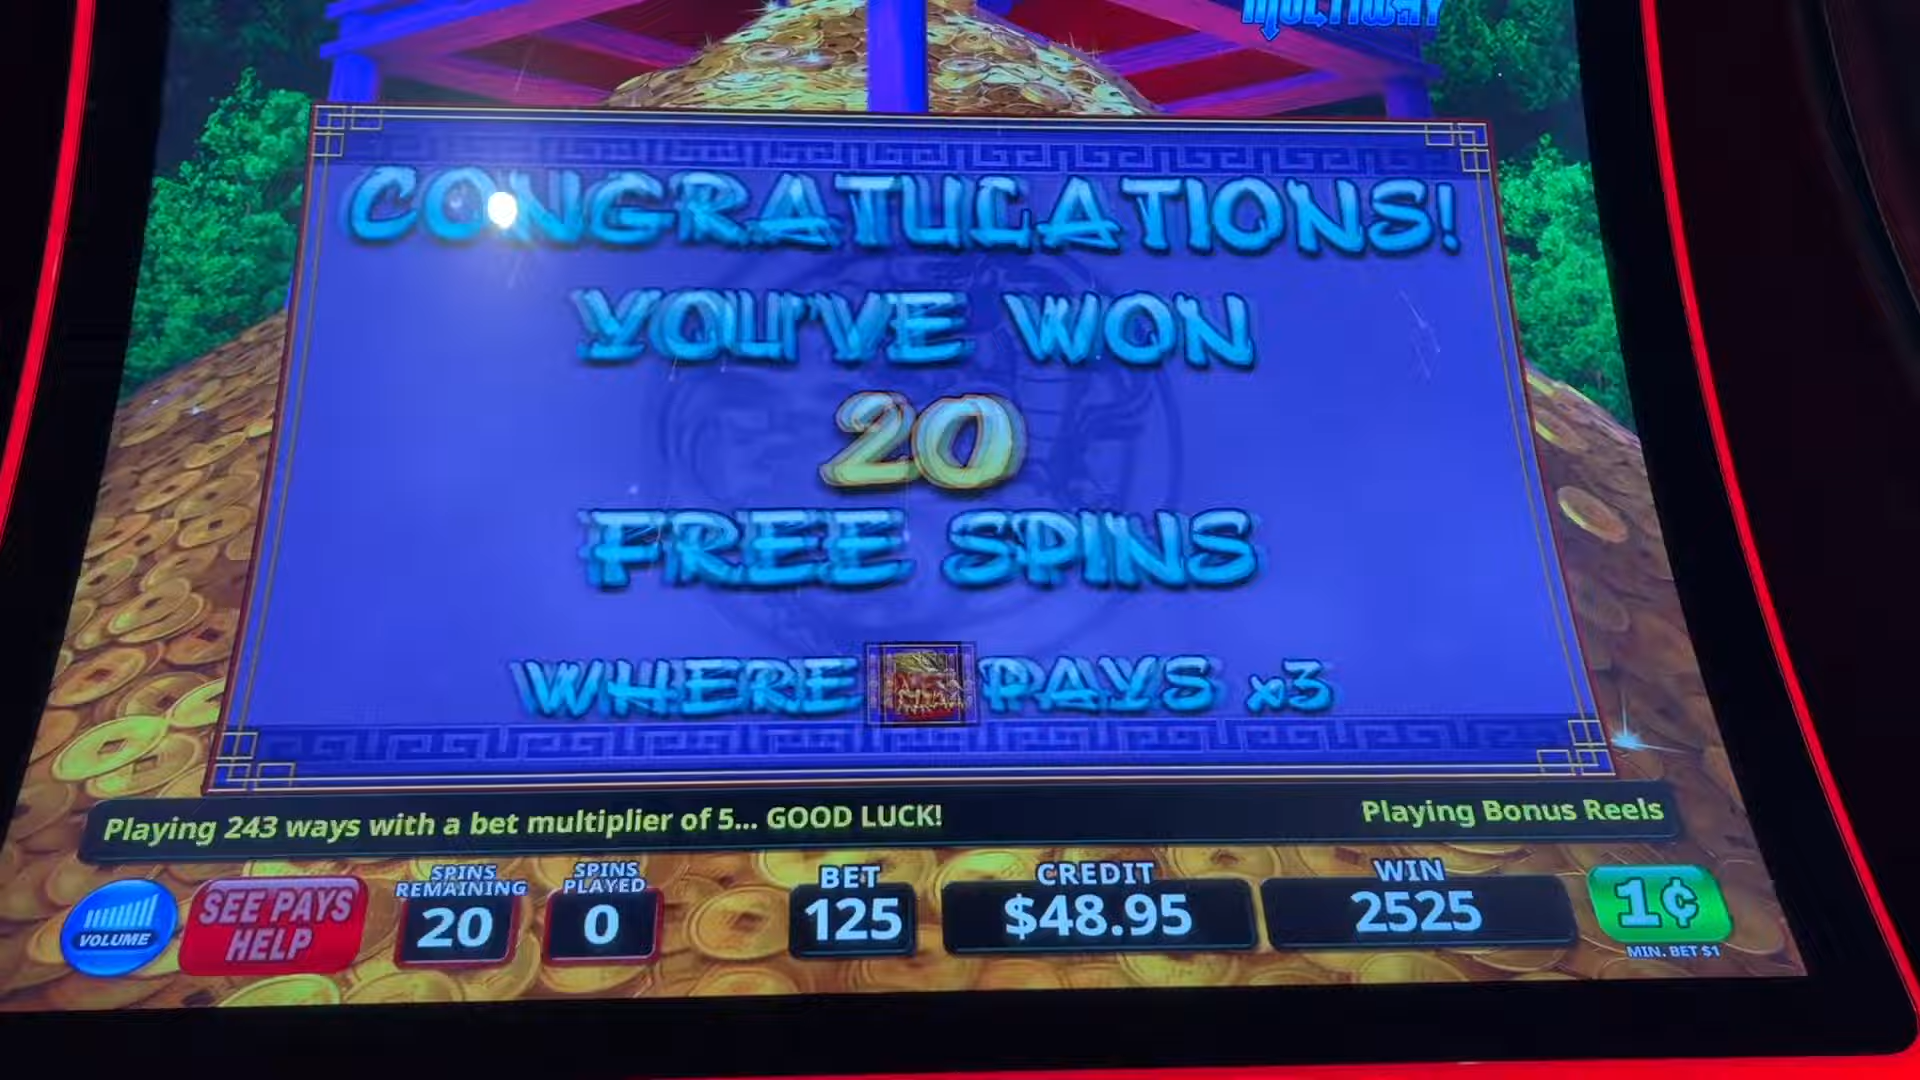 MULTIWAY
CONGRATULATIONS!
YOU'VE WON
20
FREE SPINS
WHERE PAYS x3
Playing 243 ways with a bet multiplier of 5... GOOD LUCK!
Playing Bonus Reels
VOLUME
SEE PAYS
HELP
SPINS
REMAINING
20
SPINS
PLAYED
0
BET
125
CREDIT
$48.95
WIN
2525
1¢
MIN. BET $1